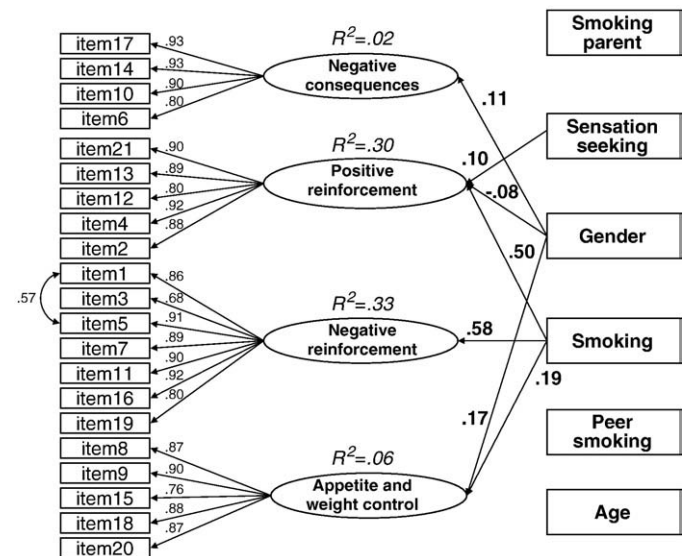 item17
item14
item10
item6
item21
item13
item12
item4
item2
item1
item3
item5
item7
item11
item16
item19
item8
item9
item15
item18
item20
.57
.93
.93
.90
.80
.90
.89
.80
.92
.88
.86
.68
.91
.89
.90
.92
.80
.87
.90
.76
.88
.87
R²=.02
Negative
consequences
R²=.30
Positive
reinforcement
R²=.33
Negative
reinforcement
R²=.06
Appetite and
weight control
.11
.10
-.08
.50
.58
.19
.17
Smoking
parent
Sensation
seeking
Gender
Smoking
Peer
smoking
Age